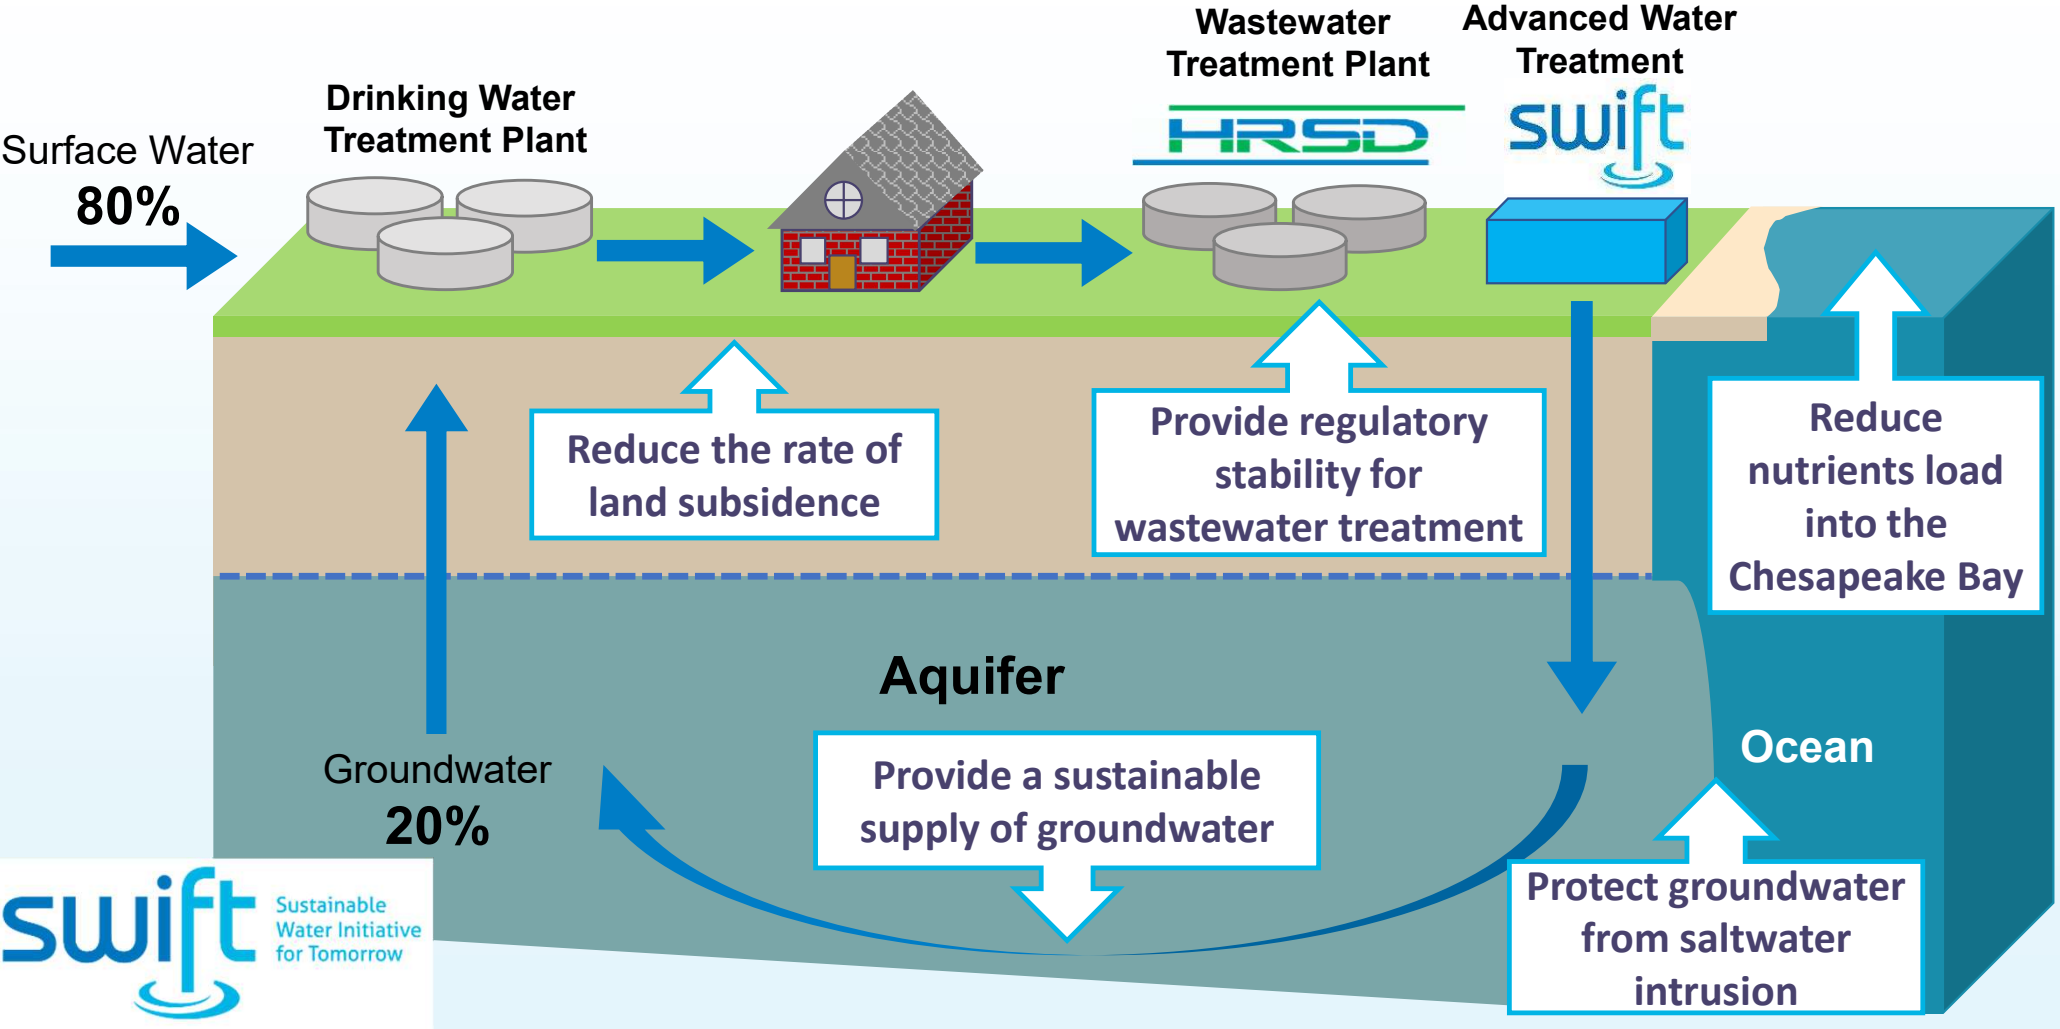 Wastewater
Treatment Plant
HRSD
Advanced Water
Treatment
swift
Drinking Water
Treatment Plant
Surface Water
80%
Reduce the rate of
land subsidence
Provide regulatory
stability for
wastewater treatment
Reduce
nutrients load
into the
Chesapeake Bay
Aquifer
Ocean
Groundwater
20%
Provide a sustainable
supply of groundwater
Protect groundwater
from saltwater
intrusion
swift
Sustainable
Water Initiative
for Tomorrow